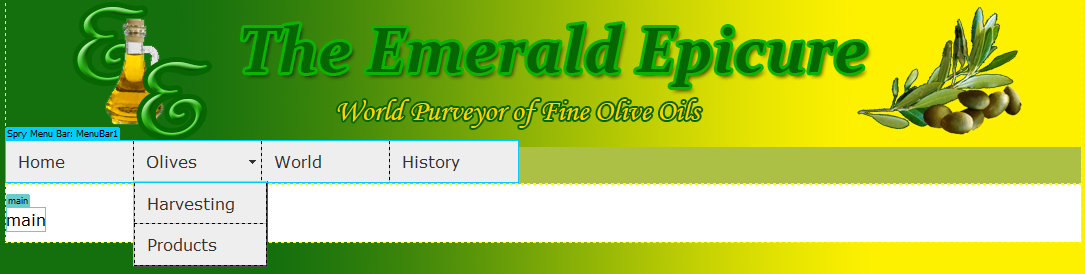 E E
The Emerald Epicure
World Purveyor of Fine Olive Oils
Spry Menu Bar: MenuBar1
Home Olives World History
main
main
Harvesting
Products